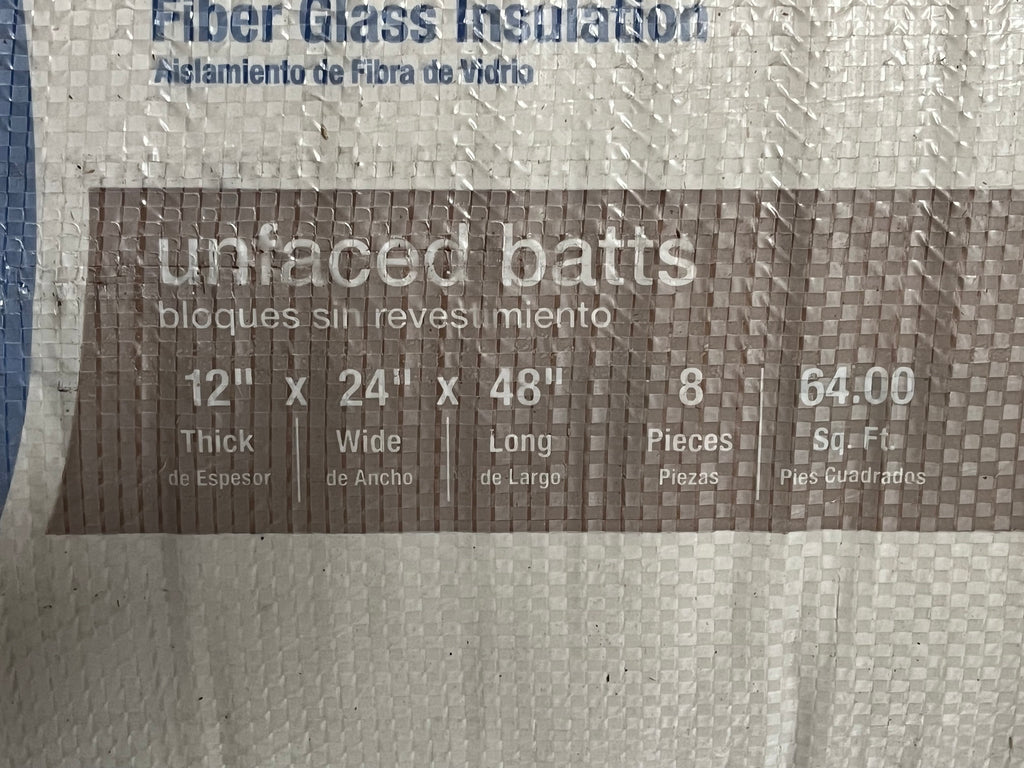 Fiber Glass Insulation
Aislamiento de Fibra de Vidrio
unfaced batts
bloques sin revestimiento
12" x 24" x 48" 8 64.00
Thick Wide Long Pieces Sq. Ft.
de Espesor de Ancho de Largo Piezas Pies Cuadrados